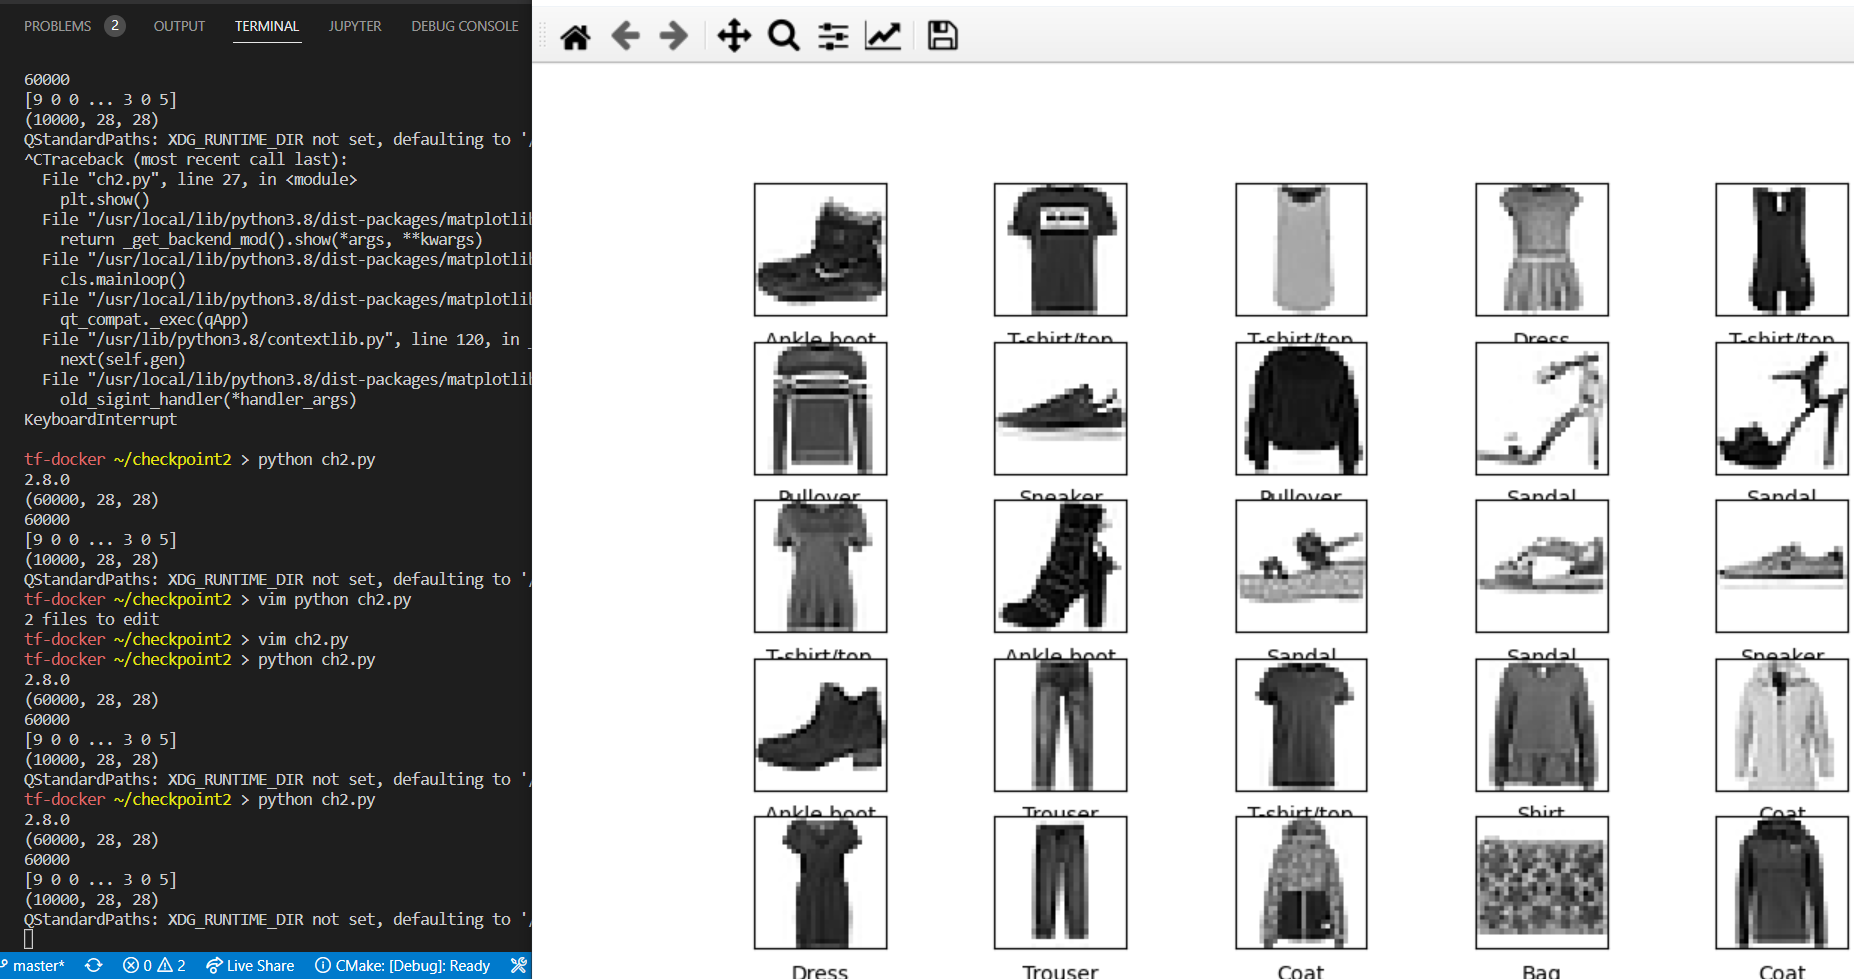 PROBLEMS 2 OUTPUT TERMINAL JUPYTER DEBUG CONSOLE
60000
[9 0 0 ... 3 0 5]
(10000, 28, 28)
QStandardPaths: XDG_RUNTIME_DIR not set, defaulting to '/
^CTraceback (most recent call last):
File "ch2.py", line 27, in <module>
plt.show()
File "/usr/local/lib/python3.8/dist-packages/matplotli
return _get_backend_mod().show(*args, **kwargs)
File "/usr/local/lib/python3.8/dist-packages/matplotli
cls.mainloop()
File "/usr/local/lib/python3.8/dist-packages/matplotli
qt_compat._exec(qApp)
File "/usr/lib/python3.8/contextlib.py", line 120, in _
next(self.gen)
File "/usr/local/lib/python3.8/dist-packages/matplotli
old_sigint_handler(*handler_args)
KeyboardInterrupt
tf-docker ~/checkpoint2 > python ch2.py
2.8.0
(60000, 28, 28)
60000
[9 0 0 ... 3 0 5]
(10000, 28, 28)
QStandardPaths: XDG_RUNTIME_DIR not set, defaulting to '/
tf-docker ~/checkpoint2 > vim python ch2.py
2 files to edit
tf-docker ~/checkpoint2 > vim ch2.py
tf-docker ~/checkpoint2 > python ch2.py
2.8.0
(60000, 28, 28)
60000
[9 0 0 ... 3 0 5]
(10000, 28, 28)
QStandardPaths: XDG_RUNTIME_DIR not set, defaulting to '/
tf-docker ~/checkpoint2 > python ch2.py
2.8.0
(60000, 28, 28)
60000
[9 0 0 ... 3 0 5]
(10000, 28, 28)
QStandardPaths: XDG_RUNTIME_DIR not set, defaulting to '/
master* 0 2 Live Share CMake: [Debug]: Ready
Ankle boot T-shirt/top T-shirt/top Dress T-shirt/top
Pullover Sneaker Pullover Sandal Sandal
T-shirt/top Ankle boot Sandal Sandal Sneaker
Ankle boot Trouser T-shirt/top Shirt Coat
Dress Trouser Coat Bag Coat